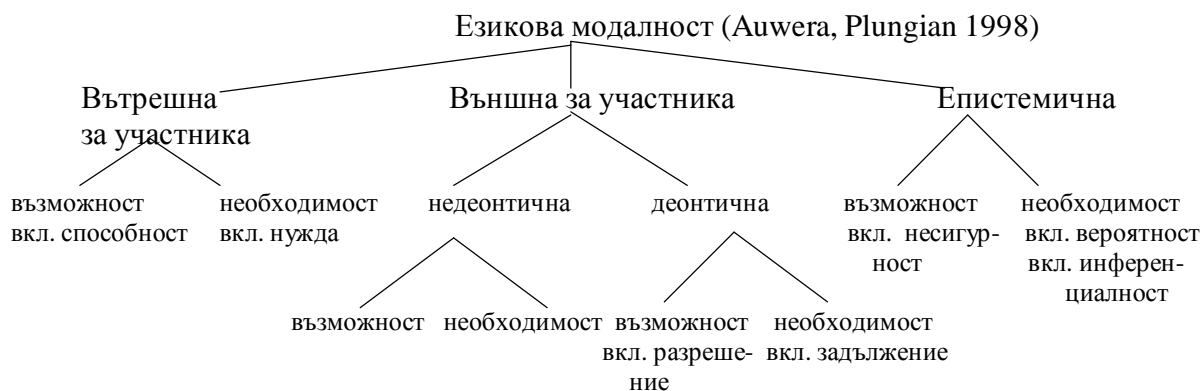 Езикова модалност (Auwera, Plungian 1998)
Вътрешна
за участника
Външна за участника
Епистемична
възможност
вкл. способност
необходимост
вкл. нужда
недеонтична
деонтична
възможност
вкл. несигур-
ност
необходимост
вкл. вероятност
вкл. инферен-
циалност
възможност
необходимост
възможност
вкл. разреше-
ние
необходимост
вкл. задължение